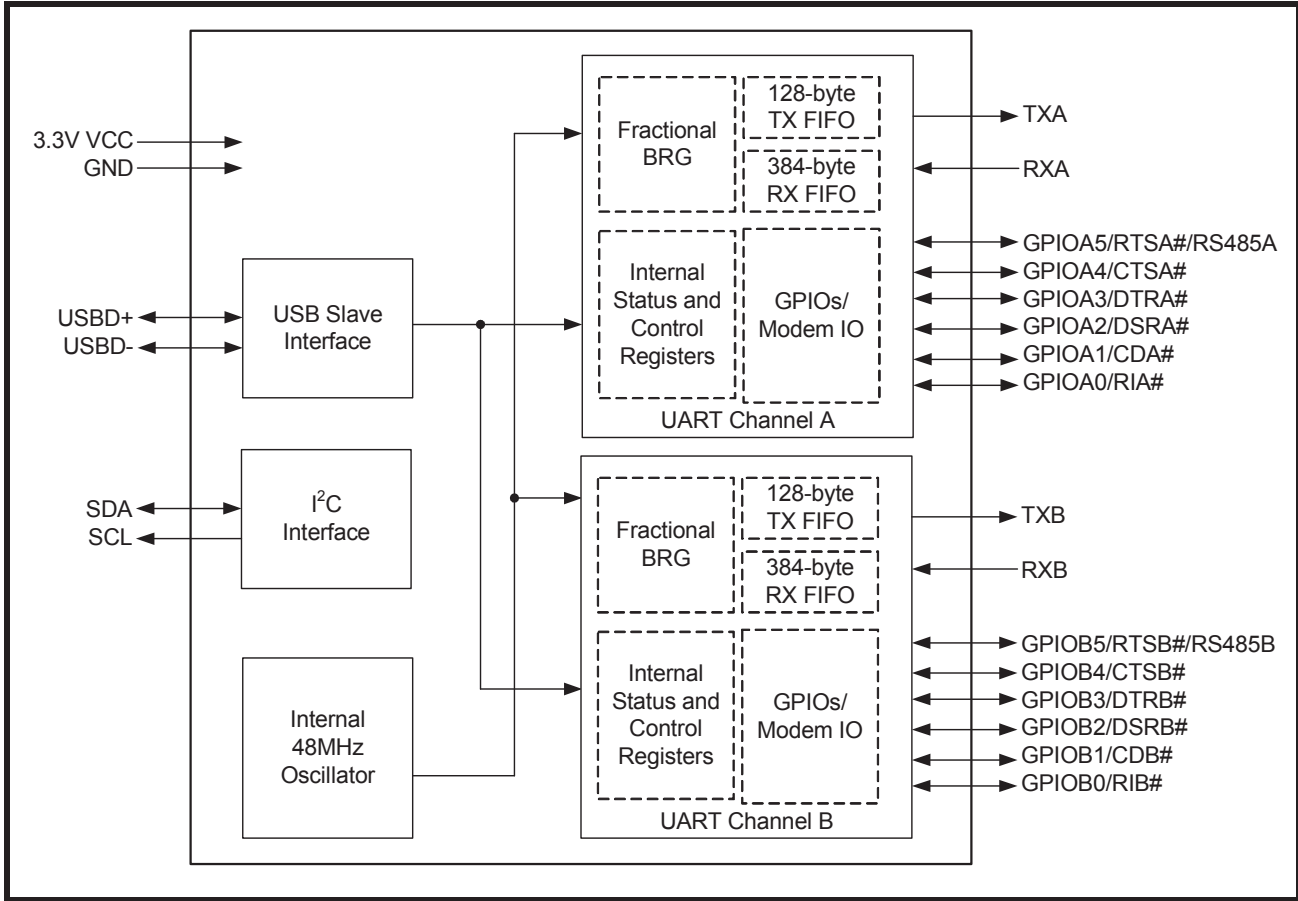 3.3V VCC
GND
USBD+
USBD-
SDA
SCL
USB Slave
Interface
I²C
Interface
Internal
48MHz
Oscillator
Fractional
BRG
128-byte
TX FIFO
384-byte
RX FIFO
Internal
Status and
Control
Registers
GPIOs/
Modem IO
UART Channel A
TXA
RXA
GPIOA5/RTSA#/RS485A
GPIOA4/CTSA#
GPIOA3/DTRA#
GPIOA2/DSRA#
GPIOA1/CDA#
GPIOA0/RIA#
Fractional
BRG
128-byte
TX FIFO
384-byte
RX FIFO
Internal
Status and
Control
Registers
GPIOs/
Modem IO
UART Channel B
TXB
RXB
GPIOB5/RTSB#/RS485B
GPIOB4/CTSB#
GPIOB3/DTRB#
GPIOB2/DSRB#
GPIOB1/CDB#
GPIOB0/RIB#